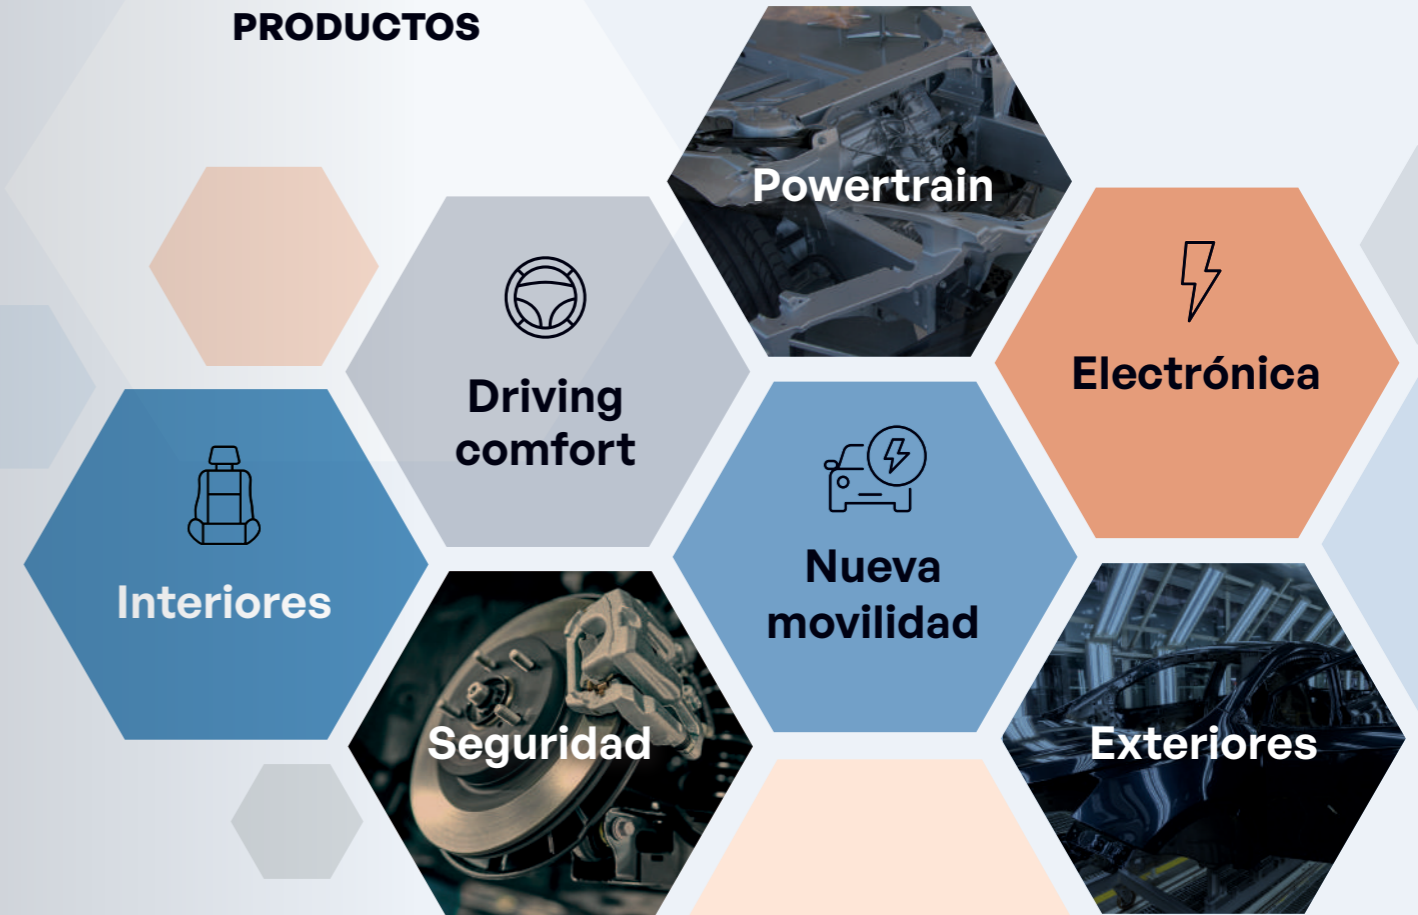 PRODUCTOS
Powertrain
Electrónica
Driving
comfort
Nueva
movilidad
Interiores
Seguridad
Exteriores